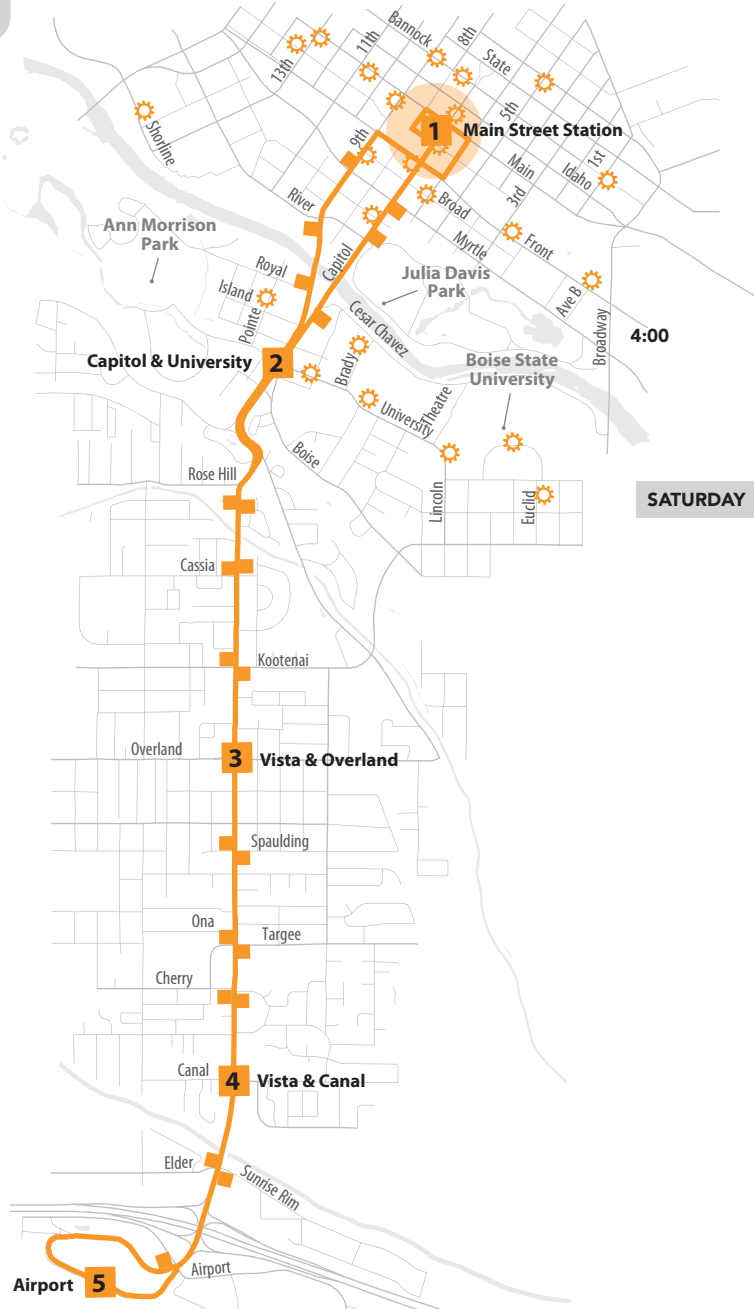 Bannock
8th
11th
State
13th
5th
1
Main Street Station
Shorline
9th
Main
1st
Idaho
3rd
River
Broad
Front
Ann Morrison
Park
Myrtle
Capitol
Royal
Julia Davis
Park
Island
Ave B
Pointe
Cesar Chavez
Broadway
4:00
Capitol & University
2
Brady
Boise State
University
Theatre
University
Boise
Rose Hill
Lincoln
Euclid
SATURDAY
Cassia
Kootenai
Overland
3
Vista & Overland
Spaulding
Ona
Targee
Cherry
Canal
4
Vista & Canal
Elder
Sunrise Rim
Airport
Airport
5